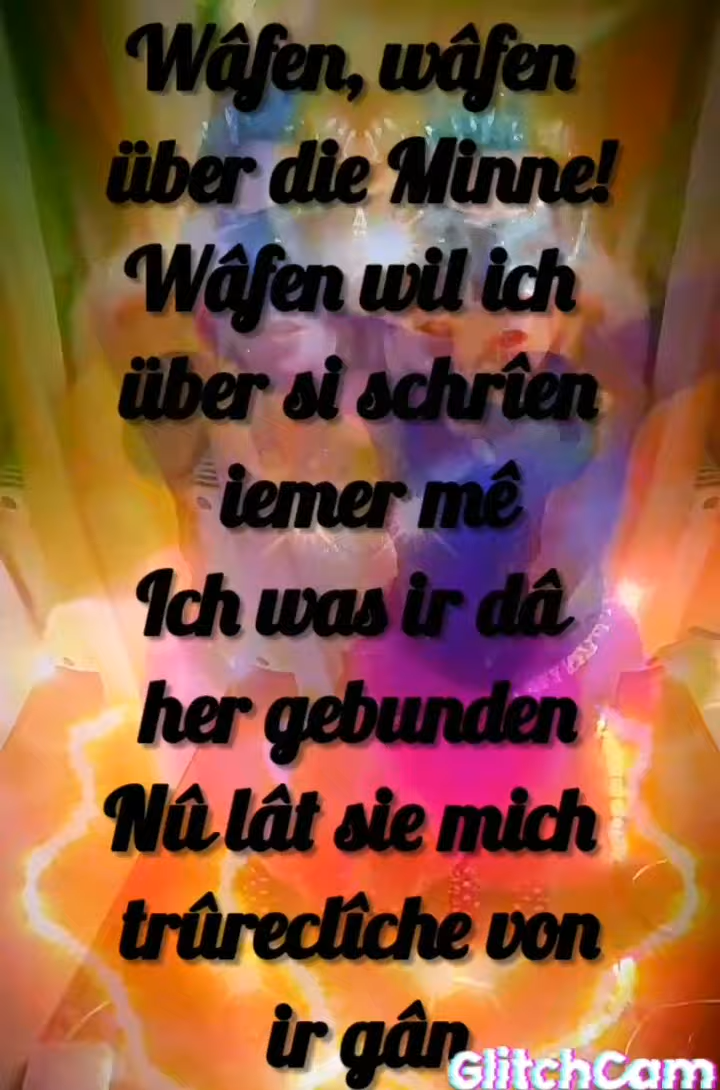 Wâfen, wâfen
über die Minne!
Wâfen wil ich
über si schrîen
iemer mê
Ich was ir dâ
her gebunden
Nû lât sie mich
trûreclîche von
ir gân
GlitchCam